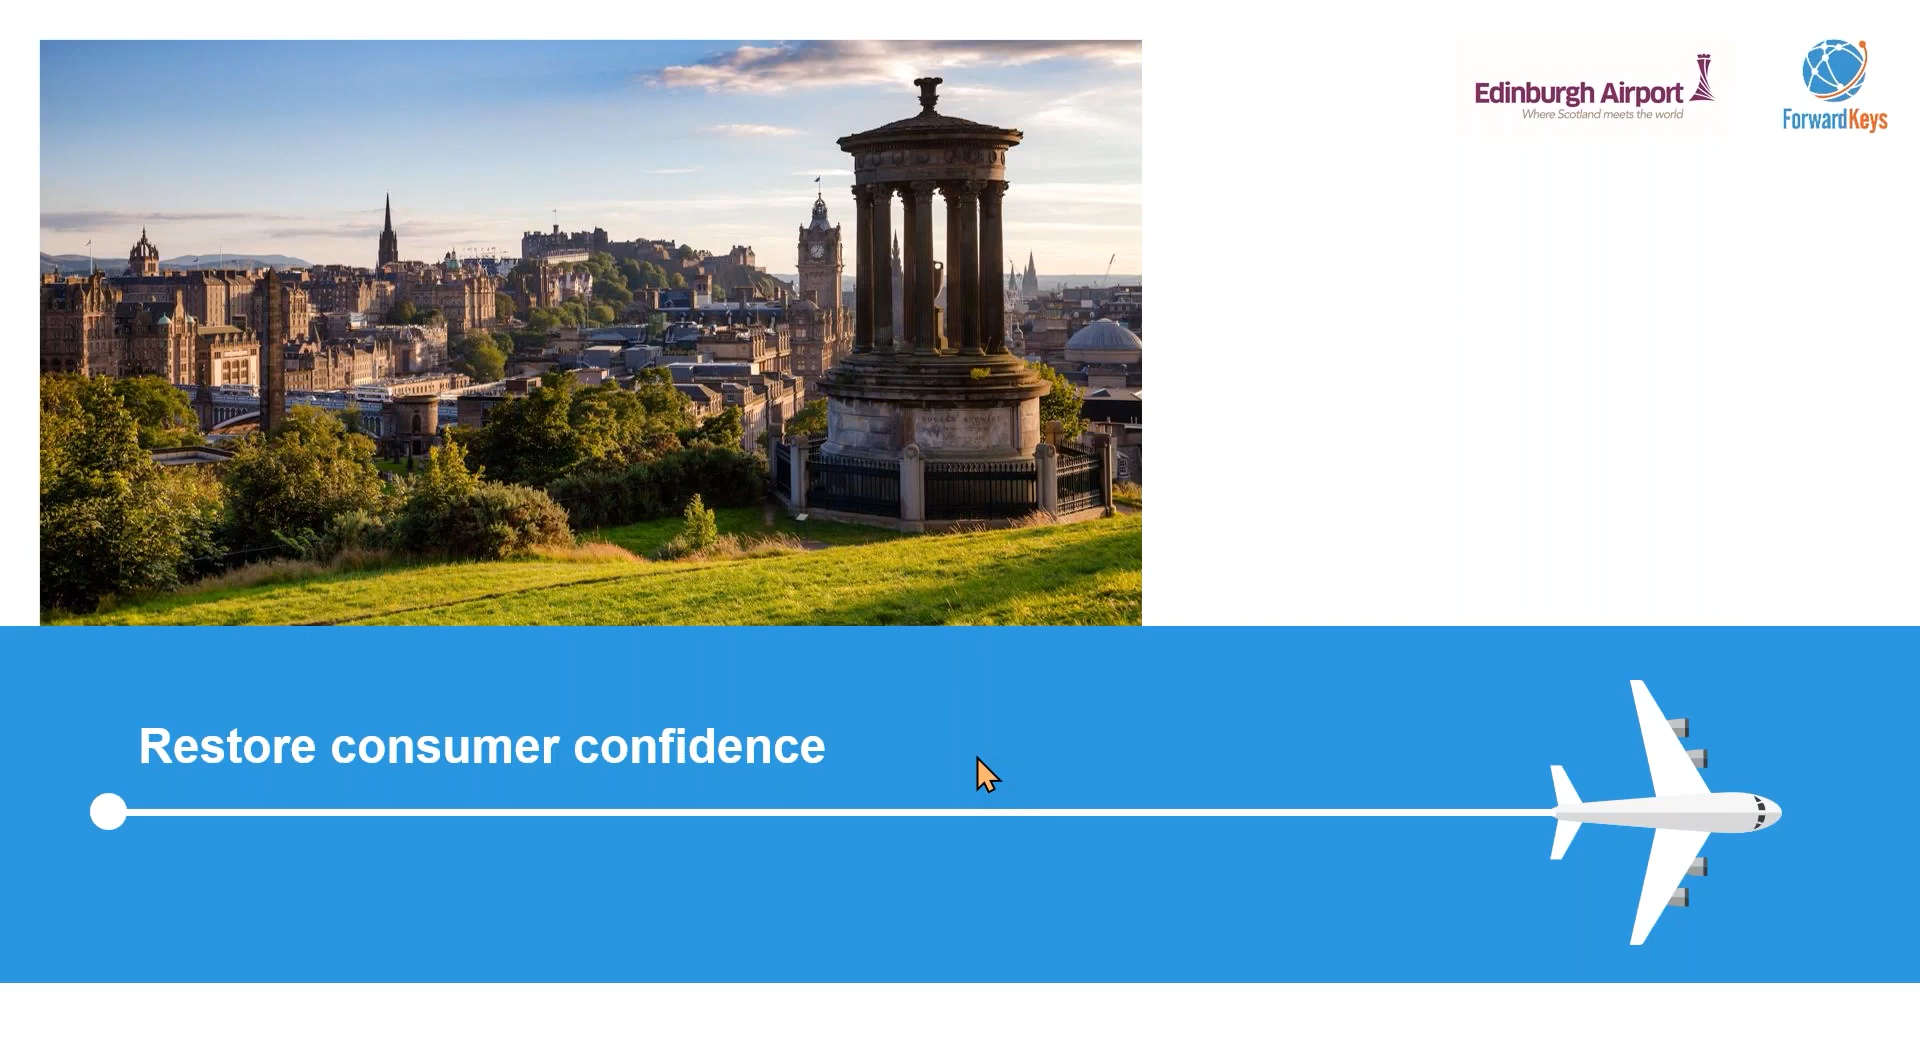 Edinburgh Airport
Where Scotland meets the world
ForwardKeys
Restore consumer confidence